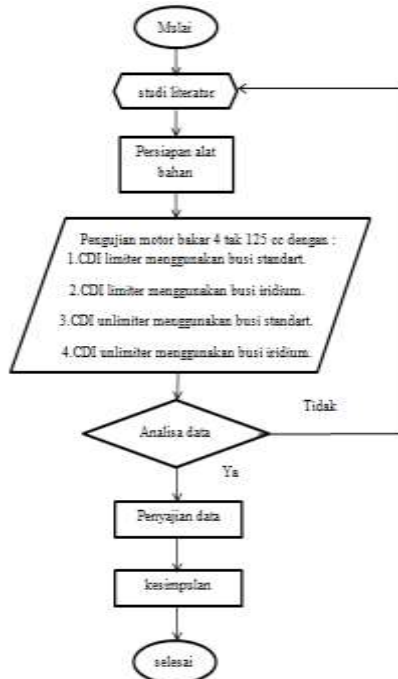 Mulai
studi literatur
Persiapan alat
bahan
Pengujian motor bakar 4 tak 125 cc dengan :
1.CDI limiter menggunakan busi standart.
2.CDI limiter menggunakan busi iridium.
3.CDI unlimiter menggunakan busi standart.
4.CDI unlimiter menggunakan busi iridium.
Tidak
Analisa data
Ya
Penyajian data
kesimpulan
selesai